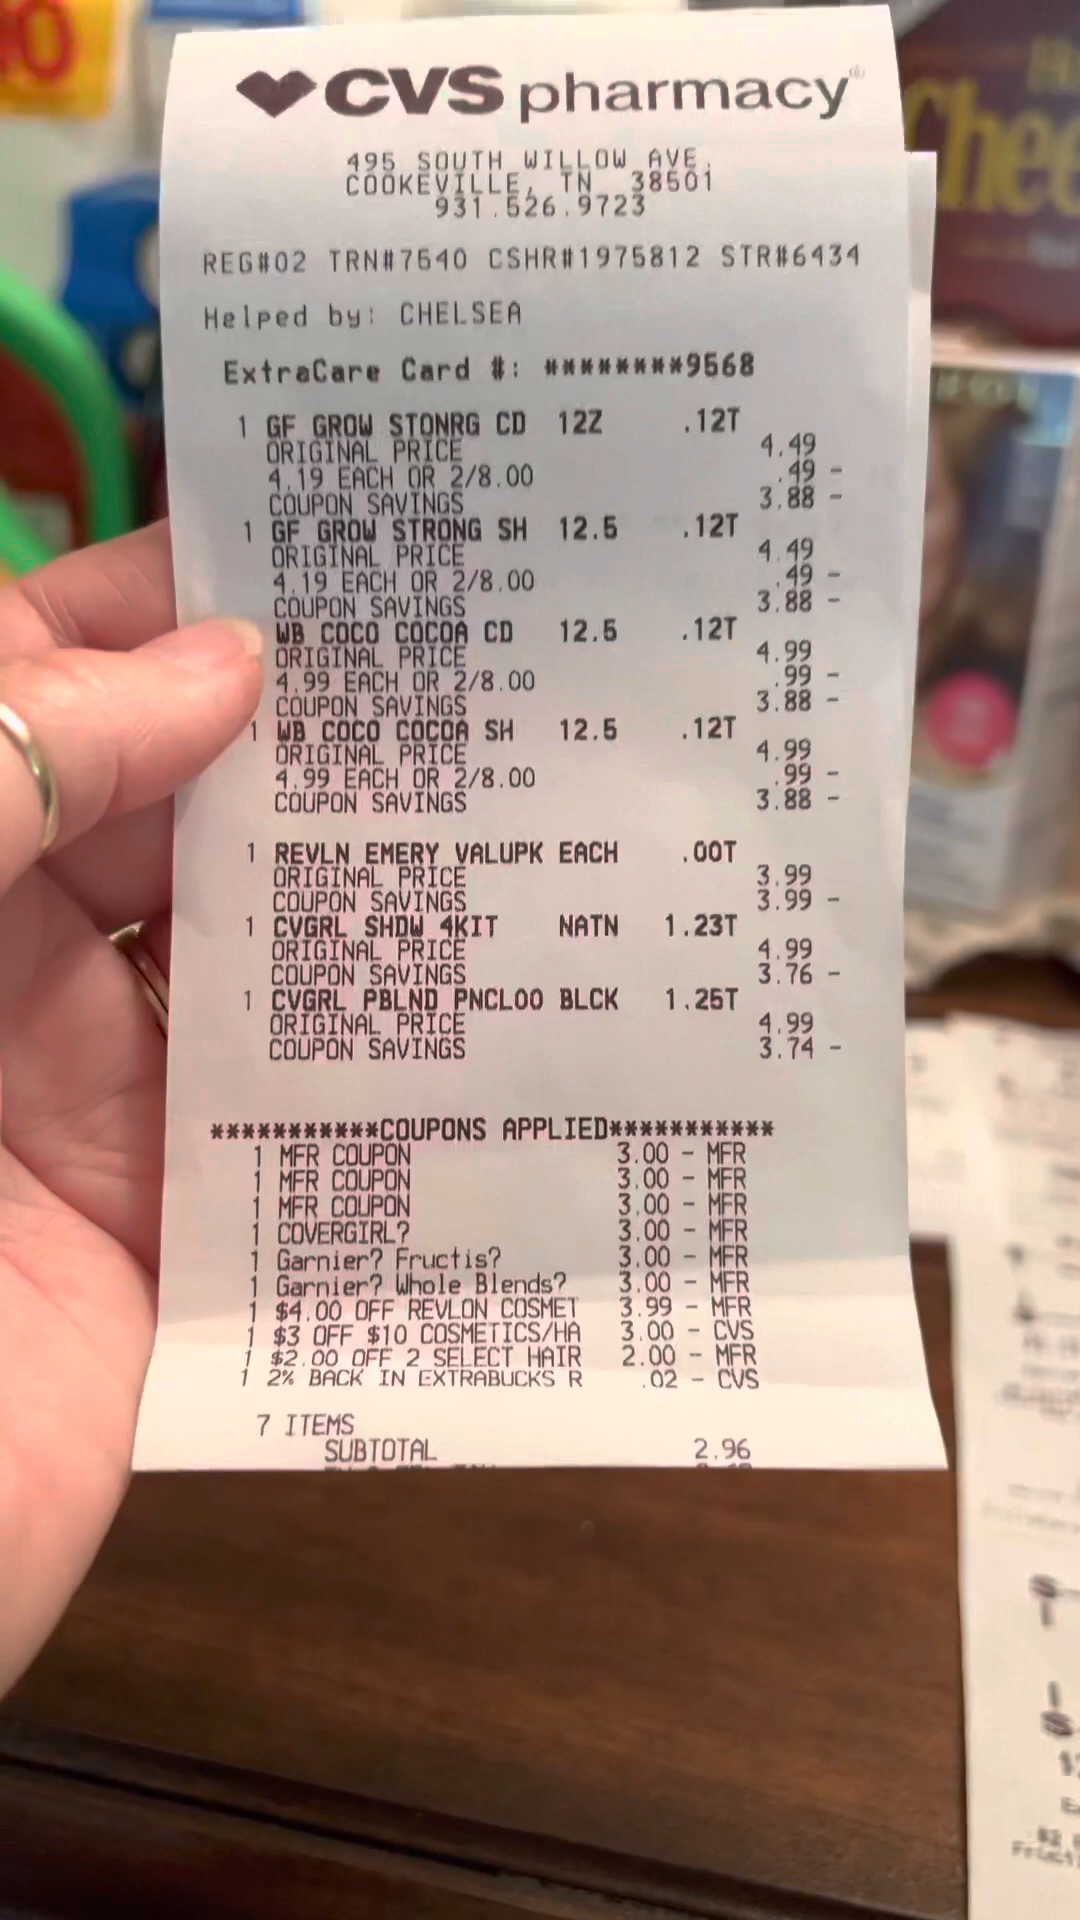 CVS pharmacy®
495 SOUTH WILLOW AVE.
COOKEVILLE, TN 38501
931.526.9723
REG#02 TRN#7540 CSHR#1975812 STR#6434
Helped by: CHELSEA
ExtraCare Card #: ********9568
1 GF GROW STONRG CD 12Z .12T
ORIGINAL PRICE 4.49
4.19 EACH OR 2/8.00 .49 -
COUPON SAVINGS 3.88 -
1 GF GROW STRONG SH 12.5 .12T
ORIGINAL PRICE 4.49
4.19 EACH OR 2/8.00 .49 -
COUPON SAVINGS 3.88 -
WB COCO COCOA CD 12.5 .12T
ORIGINAL PRICE 4.99
4.99 EACH OR 2/8.00 .99 -
COUPON SAVINGS 3.88 -
1 WB COCO COCOA SH 12.5 .12T
ORIGINAL PRICE 4.99
4.99 EACH OR 2/8.00 .99 -
COUPON SAVINGS 3.88 -
1 REVLN EMERY VALUPK EACH .00T
ORIGINAL PRICE 3.99
COUPON SAVINGS 3.99 -
1 CVGRL SHDW 4KIT NATN 1.23T
ORIGINAL PRICE 4.99
COUPON SAVINGS 3.76 -
1 CVGRL PBLND PNCLOO BLCK 1.25T
ORIGINAL PRICE 4.99
COUPON SAVINGS 3.74 -
***********COUPONS APPLIED***********
1 MFR COUPON 3.00 - MFR
1 MFR COUPON 3.00 - MFR
1 MFR COUPON 3.00 - MFR
1 COVERGIRL? 3.00 - MFR
1 Garnier? Fructis? 3.00 - MFR
1 Garnier? Whole Blends? 3.00 - MFR
1 $4.00 OFF REVLON COSMET 3.99 - MFR
1 $3 OFF $10 COSMETICS/HA 3.00 - CVS
1 $2.00 OFF 2 SELECT HAIR 2.00 - MFR
1 2% BACK IN EXTRABUCKS R .02 - CVS
7 ITEMS
SUBTOTAL 2.96